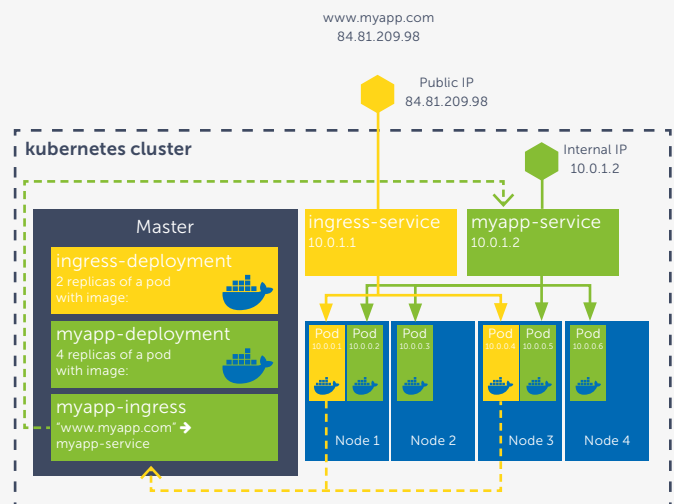 www.myapp.com
84.81.209.98
Public IP
84.81.209.98
kubernetes cluster
Internal IP
10.0.1.2
Master
ingress-deployment
2 replicas of a pod
with image:
myapp-deployment
4 replicas of a pod
with image:
myapp-ingress
"www.myapp.com" ➔
myapp-service
ingress-service
10.0.1.1
myapp-service
10.0.1.2
Pod
10.0.0.1
Pod
10.0.0.2
Pod
10.0.0.3
Pod
10.0.0.4
Pod
10.0.0.5
Pod
10.0.0.6
Node 1
Node 2
Node 3
Node 4